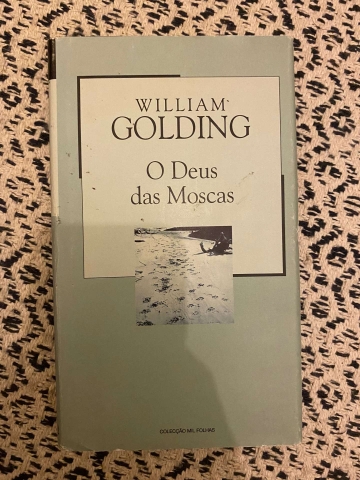 WILLIAM
GOLDING
O Deus
das Moscas
COLECÇÃO MIL FOLHAS